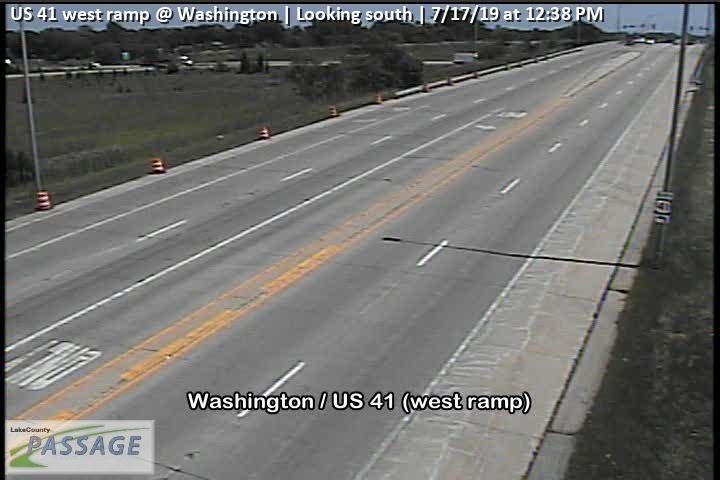 US 41 west ramp @ Washington | Looking south | 7/17/19 at 12:38 PM
Washington / US 41 (west ramp)
LakeCounty
PASSAGE